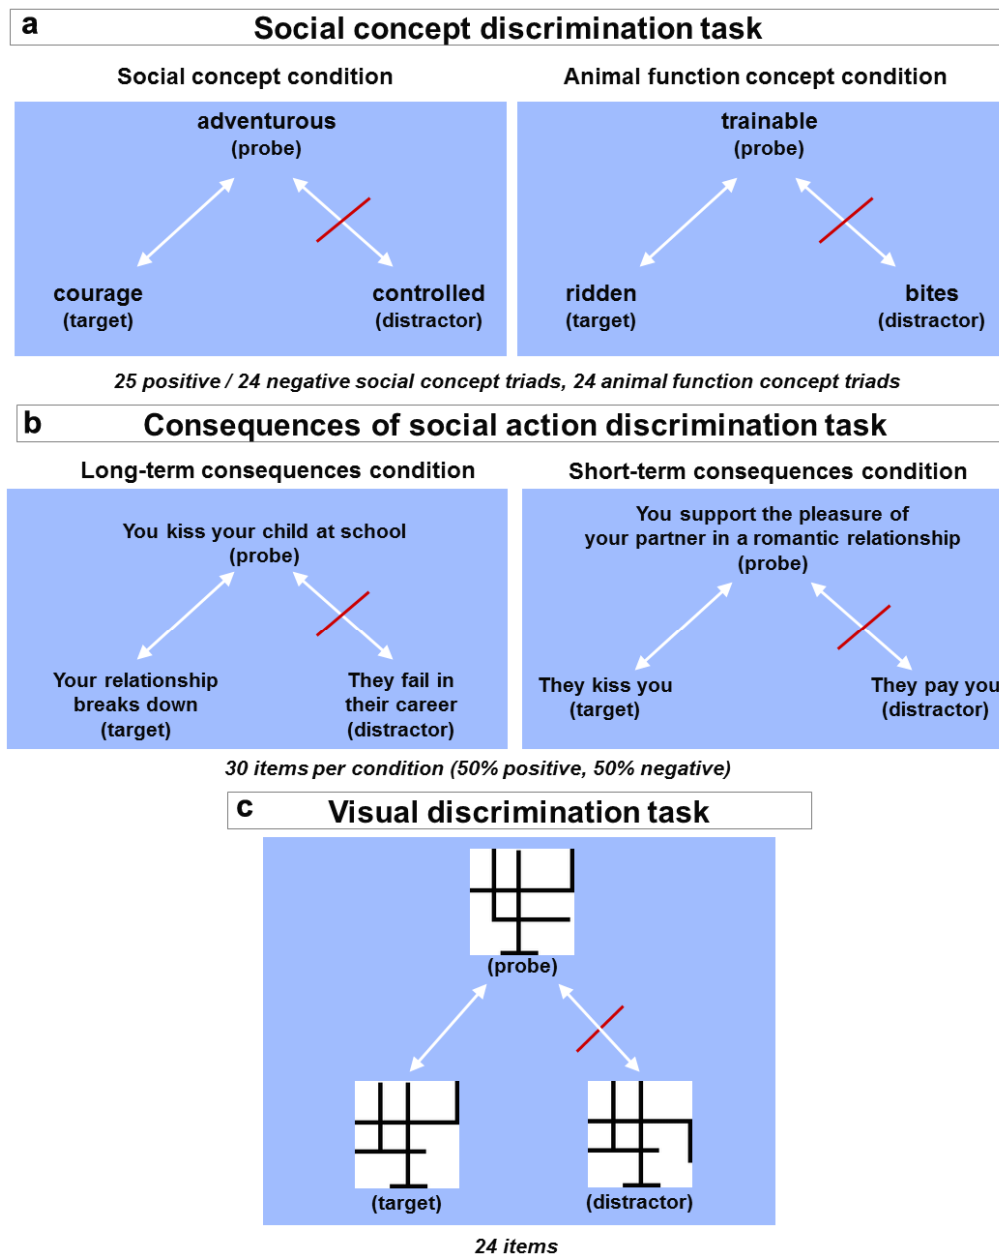 a
Social concept discrimination task
Social concept condition
Animal function concept condition
adventurous
(probe)
courage
(target)
controlled
(distractor)
trainable
(probe)
ridden
(target)
bites
(distractor)
25 positive / 24 negative social concept triads, 24 animal function concept triads
b
Consequences of social action discrimination task
Long-term consequences condition
Short-term consequences condition
You kiss your child at school
(probe)
Your relationship
breaks down
(target)
They fail in
their career
(distractor)
You support the pleasure of
your partner in a romantic relationship
(probe)
They kiss you
(target)
They pay you
(distractor)
30 items per condition (50% positive, 50% negative)
c
Visual discrimination task
(probe)
(target)
(distractor)
24 items